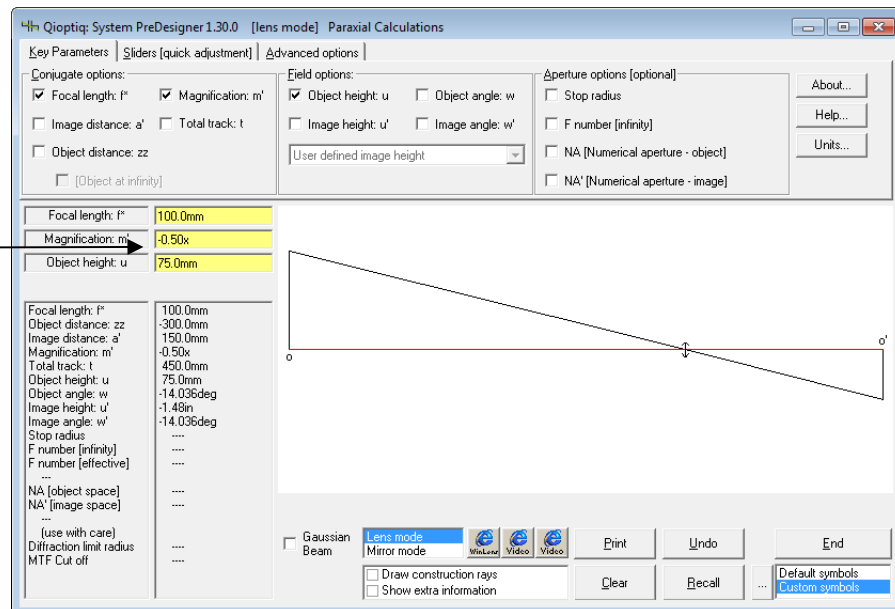 Qioptiq: System PreDesigner 1.30.0 [lens mode] Paraxial Calculations
Key Parameters Sliders [quick adjustment] Advanced options
Conjugate options:
Focal length: f* Magnification: m'
Image distance: a' Total track: t
Object distance: zz
[Object at infinity]
Field options:
Object height: u Object angle: w
Image height: u' Image angle: w'
User defined image height
Aperture options [optional]
Stop radius
F number [infinity]
NA [Numerical aperture - object]
NA' [Numerical aperture - image]
About...
Help...
Units...
Focal length: f* 100.0mm
Magnification: m' -0.50x
Object height: u 75.0mm
Focal length: f* 100.0mm
Object distance: zz -300.0mm
Image distance: a' 150.0mm
Magnification: m' -0.50x
Total track: t 450.0mm
Object height: u 75.0mm
Object angle: w -14.036deg
Image height: u' -1.48in
Image angle: w' -14.036deg
Stop radius ----
F number [infinity] ----
F number [effective] ----
---
NA [object space] ----
NA' [image space] ----
---
(use with care)
Diffraction limit radius ----
MTF Cut off ----
o o'
Gaussian Beam
Lens mode
Mirror mode
WinLens Video Video
Draw construction rays
Show extra information
Print Undo End
Clear Recall ...
Default symbols
Custom symbols